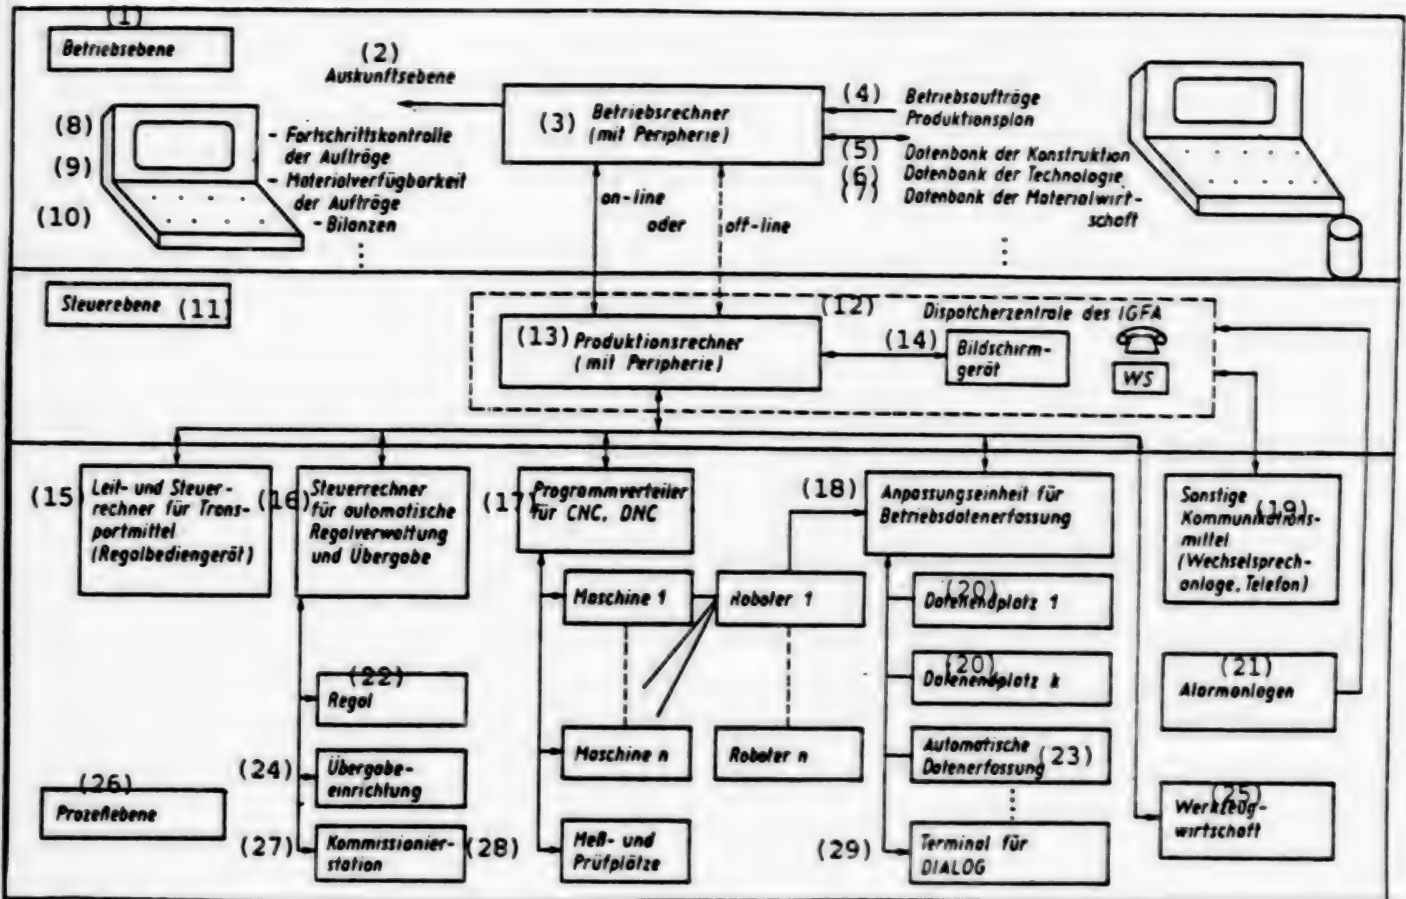 (1)
Betriebsebene
(2)
Auskunftsebene
(3) Betriebsrechner
(mit Peripherie)
(4) Betriebsaufträge
Produktionsplan
(5) Datenbank der Konstruktion
(6) Datenbank der Technologie
(7) Datenbank der Materialwirt-
schaft
(8) - Fortschrittskontrolle
der Aufträge
(9) - Materialverfügbarkeit
der Aufträge
(10) - Bilanzen
on-line
oder off-line
Steuerebene (11)
(12) Dispatcherzentrale des IGFA
(13) Produktionsrechner
(mit Peripherie)
(14) Bildschirm-
gerät
WS
(15) Leit- und Steuer-
rechner für Trans-
portmittel
(Regalbediengerät)
(16) Steuerrechner
für automatische
Regalverwaltung
und Übergabe
(17) Programmverteiler
für CNC, DNC
(18) Anpassungseinheit für
Betriebsdatenerfassung
Sonstige (19)
Kommunikations-
mittel
(Wechselsprech-
anlage, Telefon)
Maschine 1
Roboter 1
(20)
Datenendplatz 1
(20)
Datenendplatz k
(21)
Alarmanlagen
(22)
Regal
Maschine n
Roboter n
Automatische
Datenerfassung (23)
(24) Übergabe-
einrichtung
(25)
Werkzeug-
wirtschaft
(26)
Prozeßebene
(27) Kommissionier-
station
(28) Meß- und
Prüfplätze
(29) Terminal für
DIALOG